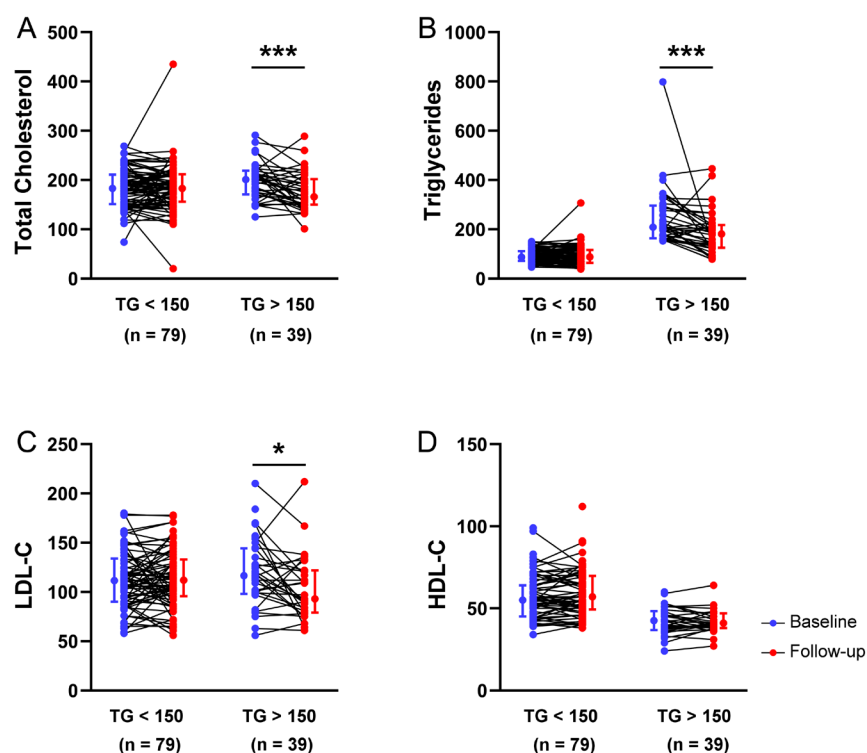 A
Total Cholesterol
500
400
300
200
100
0
***
TG < 150
(n = 79)
TG > 150
(n = 39)
B
Triglycerides
1000
800
600
400
200
0
***
TG < 150
(n = 79)
TG > 150
(n = 39)
C
LDL-C
250
200
150
100
50
0
*
TG < 150
(n = 79)
TG > 150
(n = 39)
D
HDL-C
150
100
50
0
TG < 150
(n = 79)
TG > 150
(n = 39)
Baseline
Follow-up